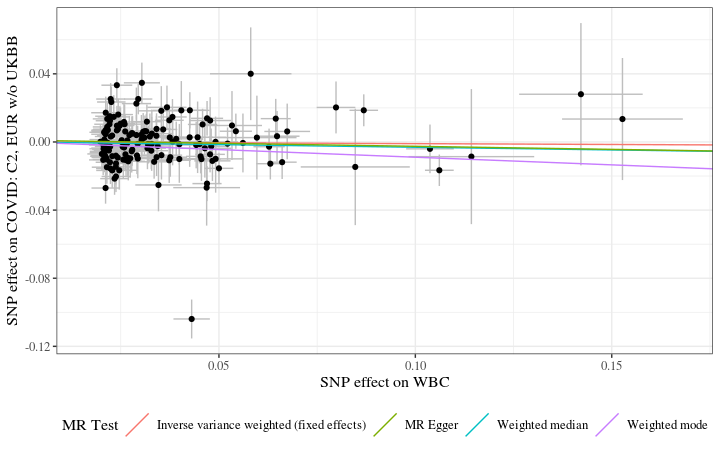 SNP effect on COVID: C2, EUR w/o UKBB
0.04
0.00
-0.04
-0.08
-0.12
0.05
0.10
0.15
SNP effect on WBC
MR Test
Inverse variance weighted (fixed effects)
MR Egger
Weighted median
Weighted mode